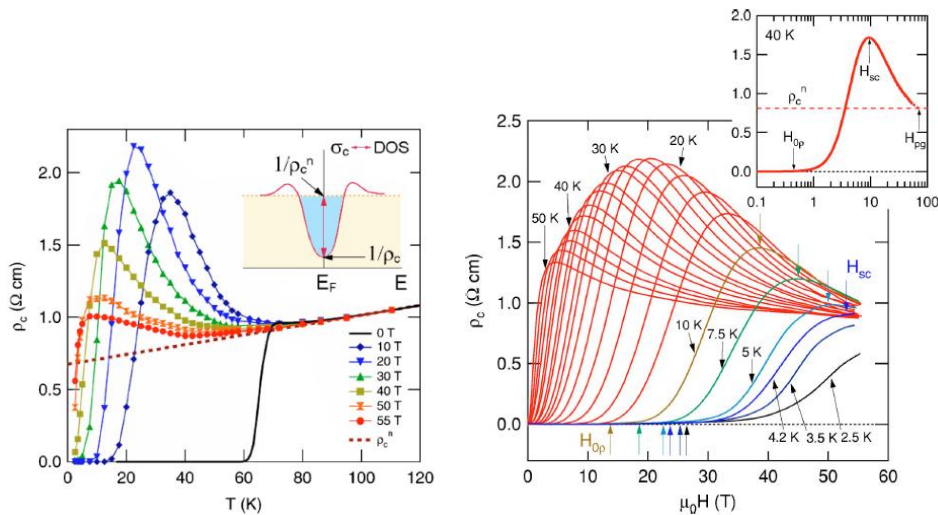 ρc (Ω cm)
2.0
1.5
1.0
0.5
0.0
0 20 40 60 80 100 120
T (K)
0 T
10 T
20 T
30 T
40 T
50 T
55 T
ρcⁿ
σc DOS
1/ρcⁿ
1/ρc
EF E
ρc (Ω cm)
2.5
2.0
1.5
1.0
0.5
0.0
0 10 20 30 40 50 60
μ0H (T)
50 K
40 K
30 K
20 K
10 K
7.5 K
5 K
4.2 K
3.5 K
2.5 K
H0ρ
Hsc
2.0
1.5
1.0
0.5
0.0
40 K
ρcⁿ
H0ρ
Hsc
Hpg
0.1 1 10 100